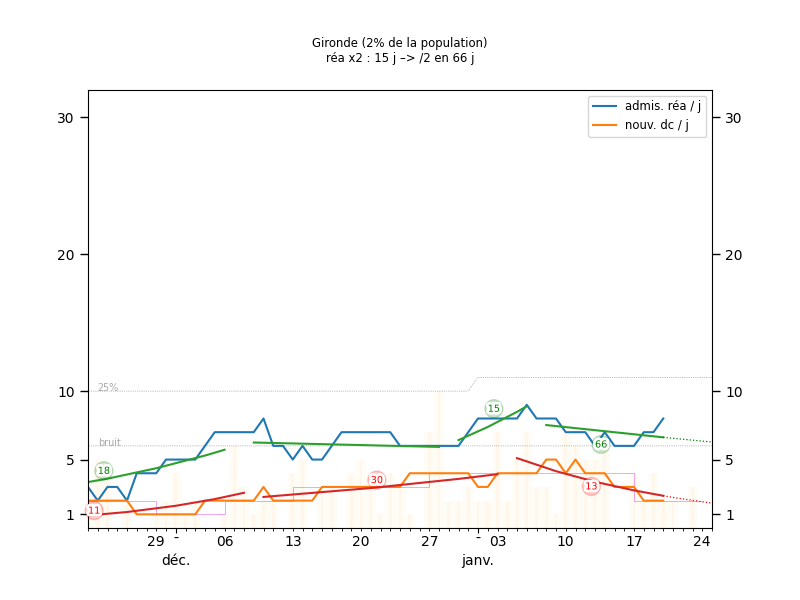 Gironde (2% de la population)
réa x2 : 15 j –> /2 en 66 j
admis. réa / j
nouv. dc / j
30
30
20
20
10
10
25%
bruit
5
5
1
1
18
11
30
15
66
13
29 - 06 13 20 27 - 03 10 17 24
déc. janv.